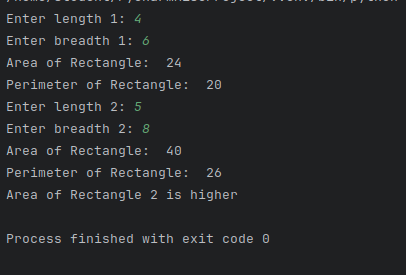 Enter length 1: 4
Enter breadth 1: 6
Area of Rectangle:  24
Perimeter of Rectangle:  20
Enter length 2: 5
Enter breadth 2: 8
Area of Rectangle:  40
Perimeter of Rectangle:  26
Area of Rectangle 2 is higher
Process finished with exit code 0